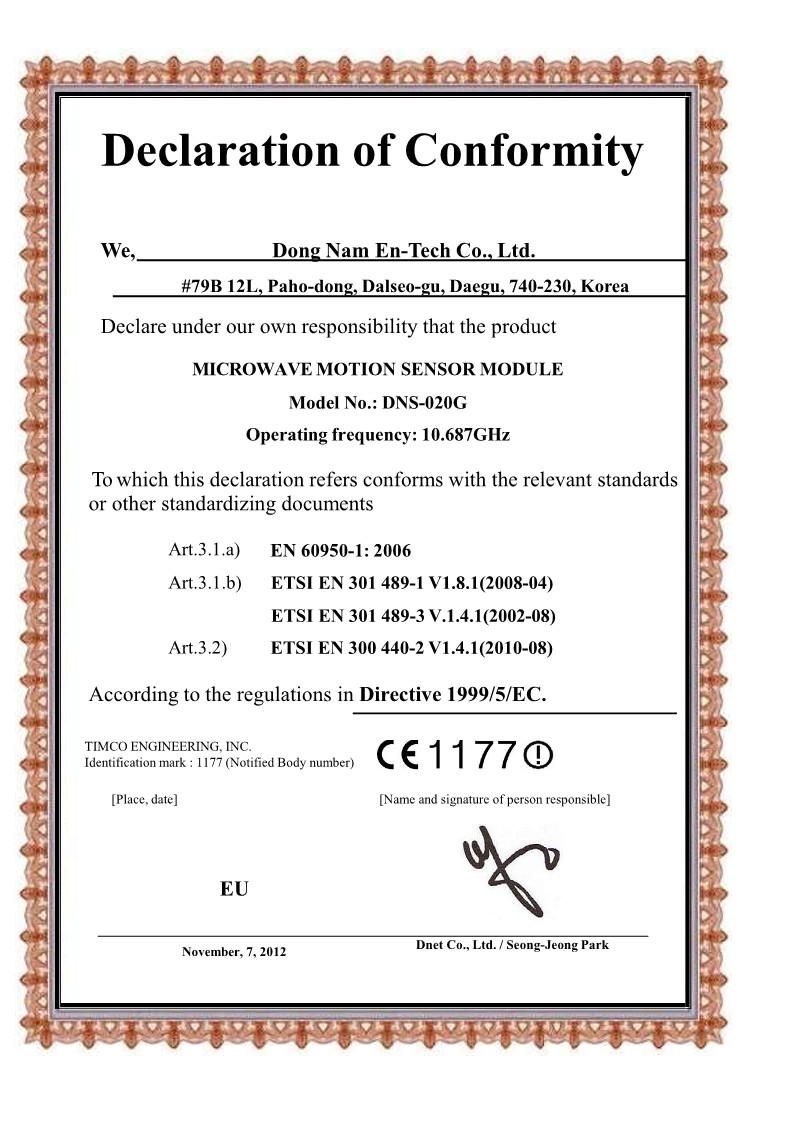 Declaration of Conformity
We, Dong Nam En-Tech Co., Ltd.
#79B 12L, Paho-dong, Dalseo-gu, Daegu, 740-230, Korea
Declare under our own responsibility that the product
MICROWAVE MOTION SENSOR MODULE
Model No.: DNS-020G
Operating frequency: 10.687GHz
To which this declaration refers conforms with the relevant standards
or other standardizing documents
Art.3.1.a) EN 60950-1: 2006
Art.3.1.b) ETSI EN 301 489-1 V1.8.1(2008-04)
ETSI EN 301 489-3 V.1.4.1(2002-08)
Art.3.2) ETSI EN 300 440-2 V1.4.1(2010-08)
According to the regulations in Directive 1999/5/EC.
TIMCO ENGINEERING, INC.
Identification mark : 1177 (Notified Body number)
CE 1177
[Place, date] [Name and signature of person responsible]
EU
November, 7, 2012
Dnet Co., Ltd. / Seong-Jeong Park